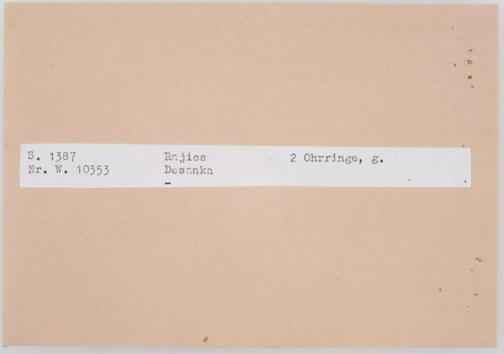 S. 1387 Rajics 2 Ohrringe, g.
Nr. W. 10353 Desanka
-